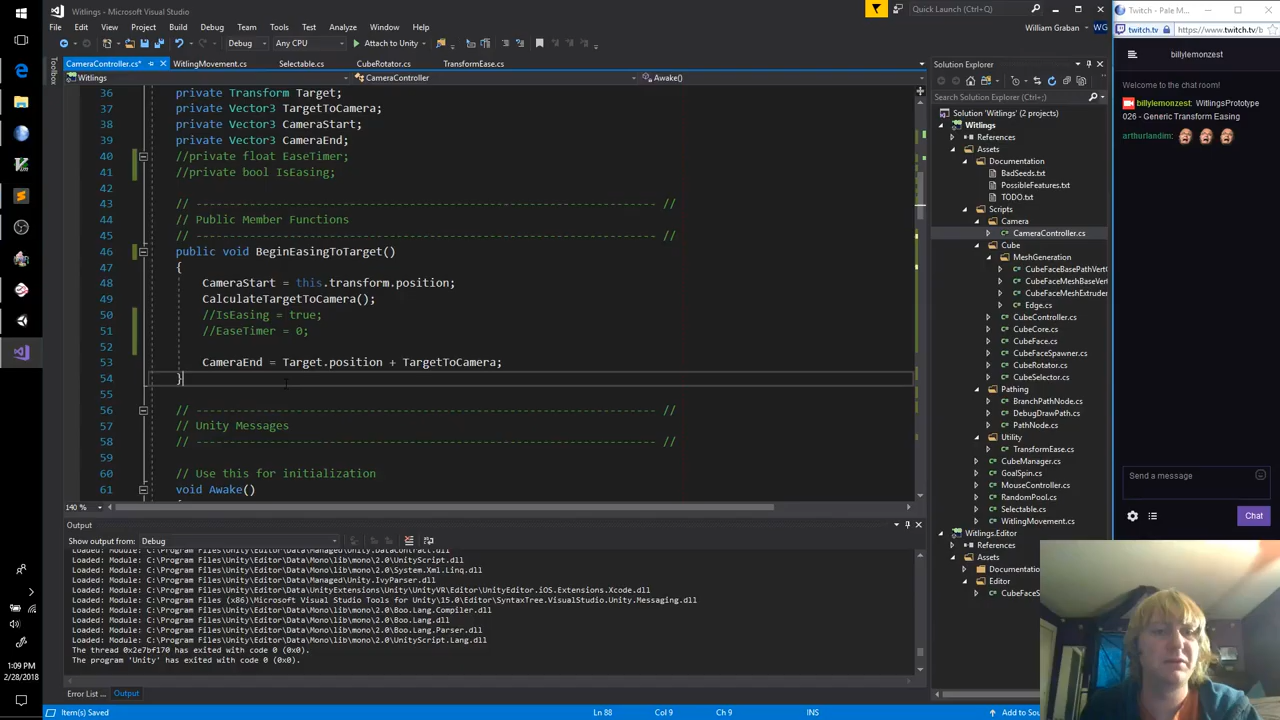 Witlings - Microsoft Visual Studio
Quick Launch (Ctrl+Q)
Twitch - Pale M...
File Edit View Project Build Debug Team Tools Test Analyze Window Help
William Graban WG
twitch.tv https://www.twitch.tv/b
Debug Any CPU Attach to Unity
CameraController.cs* WitlingMovement.cs Selectable.cs CubeRotator.cs TransformEase.cs
Toolbox
Witlings CameraController Awake()
36 private Transform Target;
37 private Vector3 TargetToCamera;
38 private Vector3 CameraStart;
39 private Vector3 CameraEnd;
40 //private float EaseTimer;
41 //private bool IsEasing;
42
43 // ------------------------------------------------------------------- //
44 // Public Member Functions
45 // ------------------------------------------------------------------- //
46 public void BeginEasingToTarget()
47 {
48 CameraStart = this.transform.position;
49 CalculateTargetToCamera();
50 //IsEasing = true;
51 //EaseTimer = 0;
52
53 CameraEnd = Target.position + TargetToCamera;
54 }
55
56 // ------------------------------------------------------------------- //
57 // Unity Messages
58 // ------------------------------------------------------------------- //
59
60 // Use this for initialization
61 void Awake()
140 %
Output
Show output from: Debug
Loaded: Module: C:\Program Files\Unity\Editor\Data\Mono\lib\mono\2.0\UnityScript.dll
Loaded: Module: C:\Program Files\Unity\Editor\Data\Mono\lib\mono\2.0\System.Xml.Linq.dll
Loaded: Module: C:\Program Files\Unity\Editor\Data\Managed\Unity.IvyParser.dll
Loaded: Module: C:\Program Files\Unity\Editor\Data\UnityExtensions\Unity\UnityVR\Editor\UnityEditor.iOS.Extensions.Xcode.dll
Loaded: Module: C:\Program Files (x86)\Microsoft Visual Studio Tools for Unity\15.0\Editor\SyntaxTree.VisualStudio.Unity.Messaging.dll
Loaded: Module: C:\Program Files\Unity\Editor\Data\Mono\lib\mono\2.0\Boo.Lang.Compiler.dll
Loaded: Module: C:\Program Files\Unity\Editor\Data\Mono\lib\mono\2.0\Boo.Lang.dll
Loaded: Module: C:\Program Files\Unity\Editor\Data\Mono\lib\mono\2.0\Boo.Lang.Parser.dll
Loaded: Module: C:\Program Files\Unity\Editor\Data\Mono\lib\mono\2.0\UnityScript.Lang.dll
The thread 0x2e7bf170 has exited with code 0 (0x0).
The program 'Unity' has exited with code 0 (0x0).
Error List ... Output
Item(s) Saved Ln 88 Col 9 Ch 9 INS Add to Sou
Solution Explorer
Search Solution Explorer (Ctrl+;)
Solution 'Witlings' (2 projects)
Witlings
References
Assets
Documentation
BadSeeds.txt
PossibleFeatures.txt
TODO.txt
Scripts
Camera
CameraController.cs
Cube
MeshGeneration
CubeFaceBasePathVert
CubeFaceMeshBaseVert
CubeFaceMeshExtruder
Edge.cs
CubeController.cs
CubeCore.cs
CubeFace.cs
CubeFaceSpawner.cs
CubeRotator.cs
CubeSelector.cs
Pathing
BranchPathNode.cs
DebugDrawPath.cs
PathNode.cs
Utility
TransformEase.cs
CubeManager.cs
GoalSpin.cs
MouseController.cs
RandomPool.cs
Selectable.cs
WitlingMovement.cs
Witlings.Editor
References
Assets
Documentation
Editor
CubeFaceS
billylemonzest
Welcome to the chat room!
billylemonzest: WitlingsPrototype
026 - Generic Transform Easing
arthurlandim:
Send a message
Chat
1:09 PM
2/28/2018